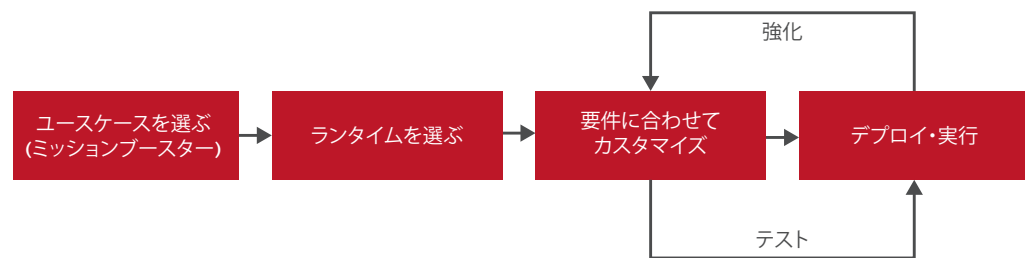 強化
ユースケースを選ぶ
(ミッションブースター)
ランタイムを選ぶ
要件に合わせて
カスタマイズ
デプロイ・実行
テスト